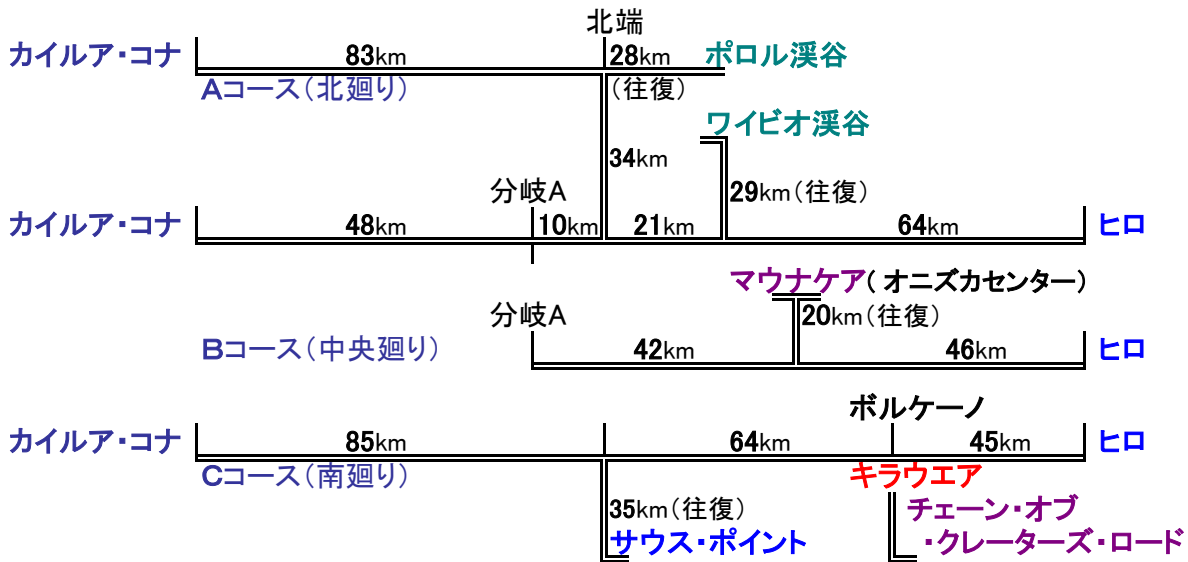 北端
カイルア・コナ 83km 28km ポロル渓谷
Aコース(北廻り) (往復)
ワイビオ渓谷
34km
分岐A 29km(往復)
カイルア・コナ 48km 10km 21km 64km ヒロ
マウナケア( オニズカセンター)
分岐A 20km(往復)
Bコース(中央廻り) 42km 46km ヒロ
ボルケーノ
カイルア・コナ 85km 64km 45km ヒロ
Cコース(南廻り) キラウエア
35km(往復) チェーン・オブ
サウス・ポイント ・クレーターズ・ロード